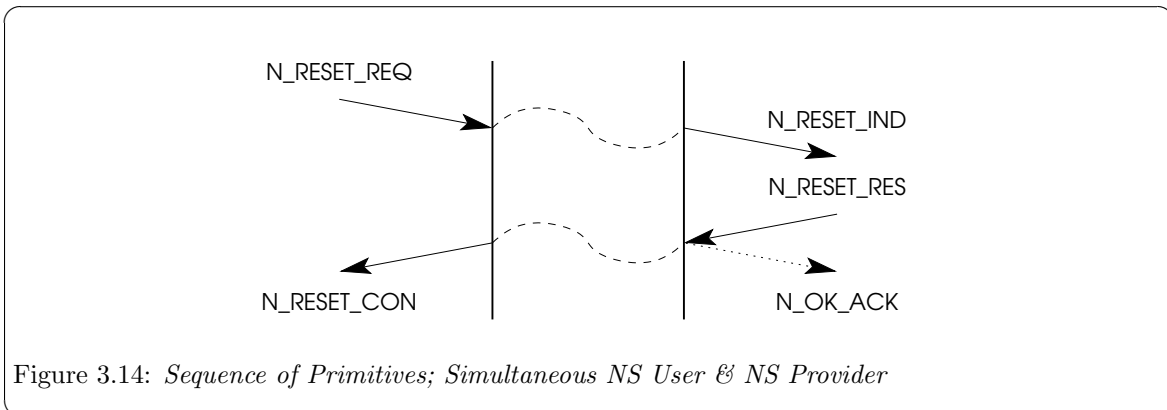 N_RESET_REQ
N_RESET_IND
N_RESET_RES
N_RESET_CON
N_OK_ACK
Figure 3.14: Sequence of Primitives; Simultaneous NS User & NS Provider